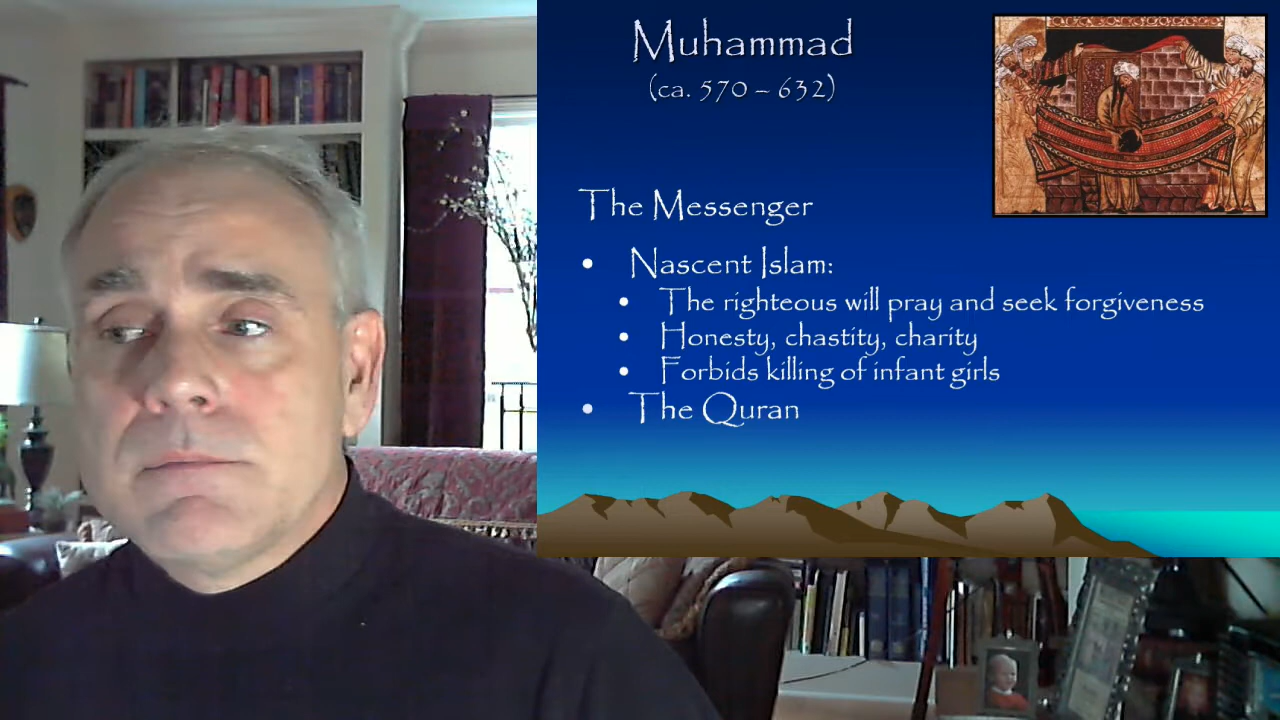 Muhammad
(ca. 570 – 632)
The Messenger
• Nascent Islam:
• The righteous will pray and seek forgiveness
• Honesty, chastity, charity
• Forbids killing of infant girls
• The Quran